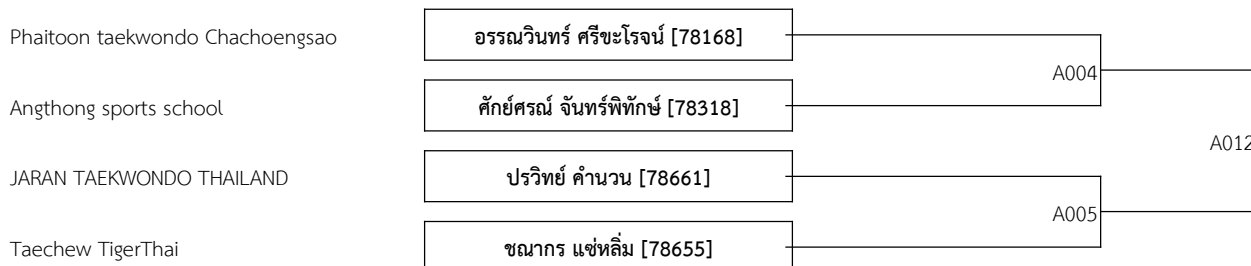 Phaitoon taekwondo Chachoengsao
อรรณวินทร์ ศรีขะโรจน์ [78168]
A004
Angthong sports school
ศักย์ศรณ์ จันทร์พิทักษ์ [78318]
A012
JARAN TAEKWONDO THAILAND
ปรวิทย์ คำนวน [78661]
A005
Taechew TigerThai
ชณากร แซ่หลิ่ม [78655]